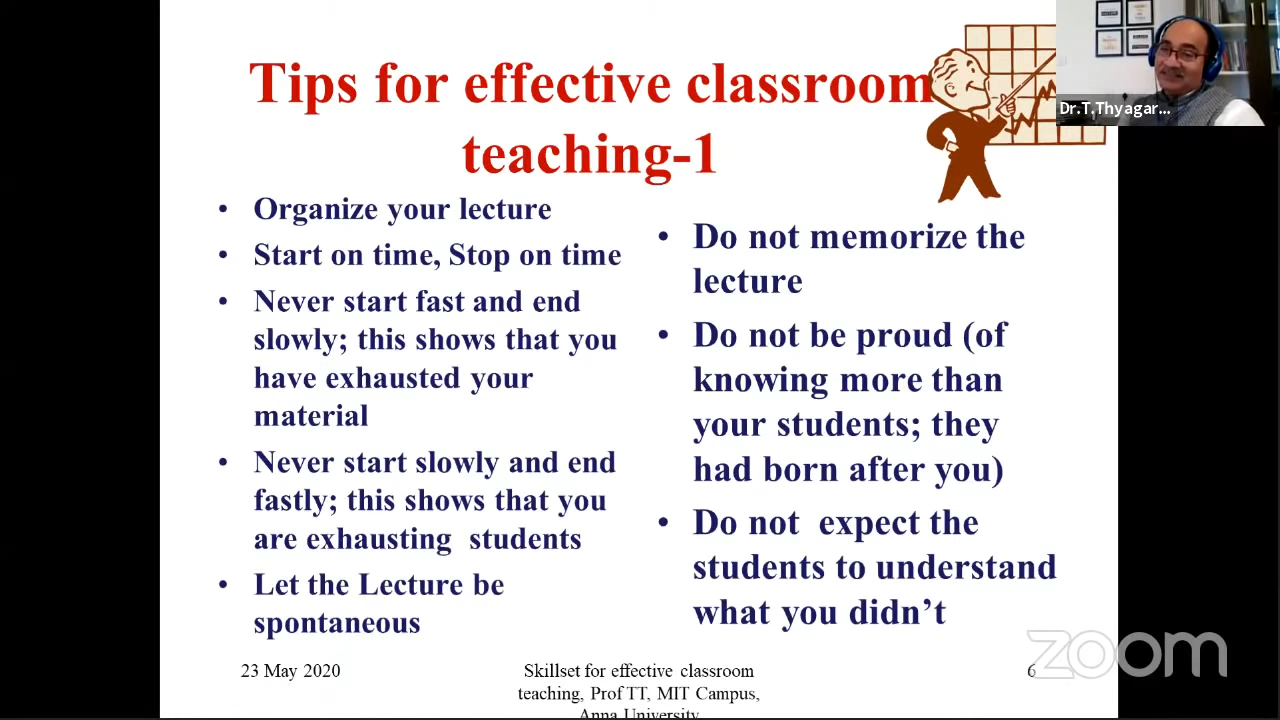 Tips for effective classroom
teaching-1
Dr.T.Thyagar...
• Organize your lecture
• Start on time, Stop on time
• Never start fast and end
slowly; this shows that you
have exhausted your
material
• Never start slowly and end
fastly; this shows that you
are exhausting students
• Let the Lecture be
spontaneous
• Do not memorize the
lecture
• Do not be proud (of
knowing more than
your students; they
had born after you)
• Do not expect the
students to understand
what you didn’t
23 May 2020
Skillset for effective classroom
teaching, Prof TT, MIT Campus,
Anna University
6
zoom